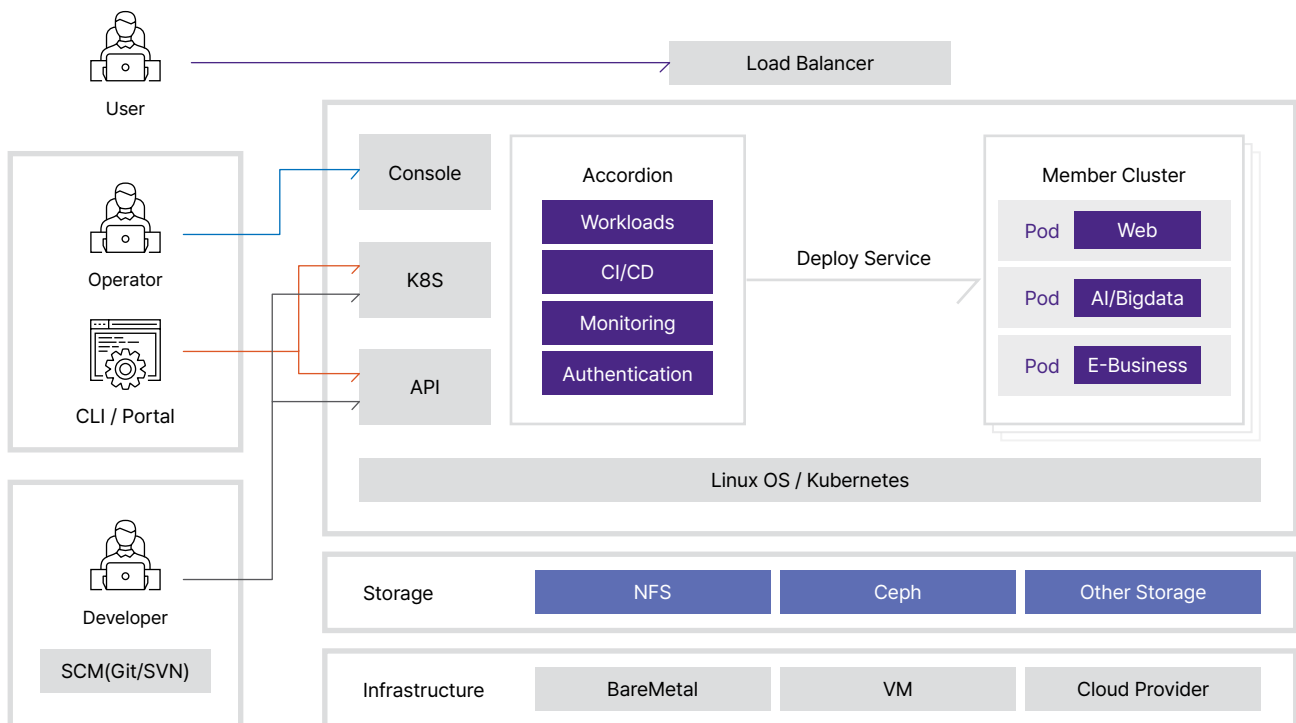 User
Load Balancer
Operator
CLI / Portal
Developer
SCM(Git/SVN)
Console
K8S
API
Accordion
Workloads
CI/CD
Monitoring
Authentication
Deploy Service
Member Cluster
Pod Web
Pod AI/Bigdata
Pod E-Business
Linux OS / Kubernetes
Storage NFS Ceph Other Storage
Infrastructure BareMetal VM Cloud Provider